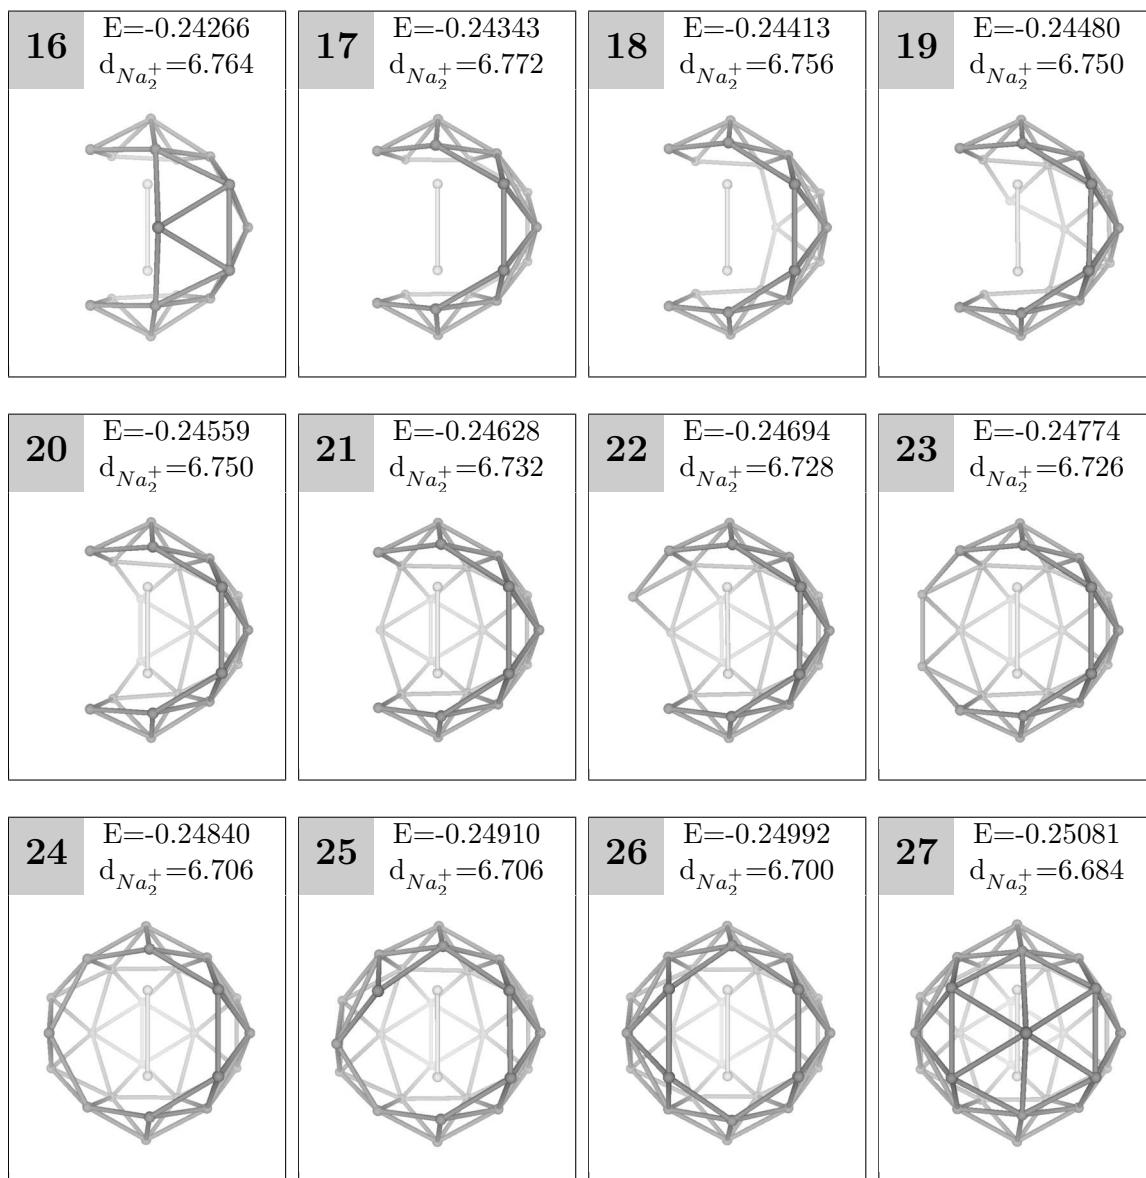 16 E=-0.24266
d_{Na_2^+}=6.764
17 E=-0.24343
d_{Na_2^+}=6.772
18 E=-0.24413
d_{Na_2^+}=6.756
19 E=-0.24480
d_{Na_2^+}=6.750
20 E=-0.24559
d_{Na_2^+}=6.750
21 E=-0.24628
d_{Na_2^+}=6.732
22 E=-0.24694
d_{Na_2^+}=6.728
23 E=-0.24774
d_{Na_2^+}=6.726
24 E=-0.24840
d_{Na_2^+}=6.706
25 E=-0.24910
d_{Na_2^+}=6.706
26 E=-0.24992
d_{Na_2^+}=6.700
27 E=-0.25081
d_{Na_2^+}=6.684